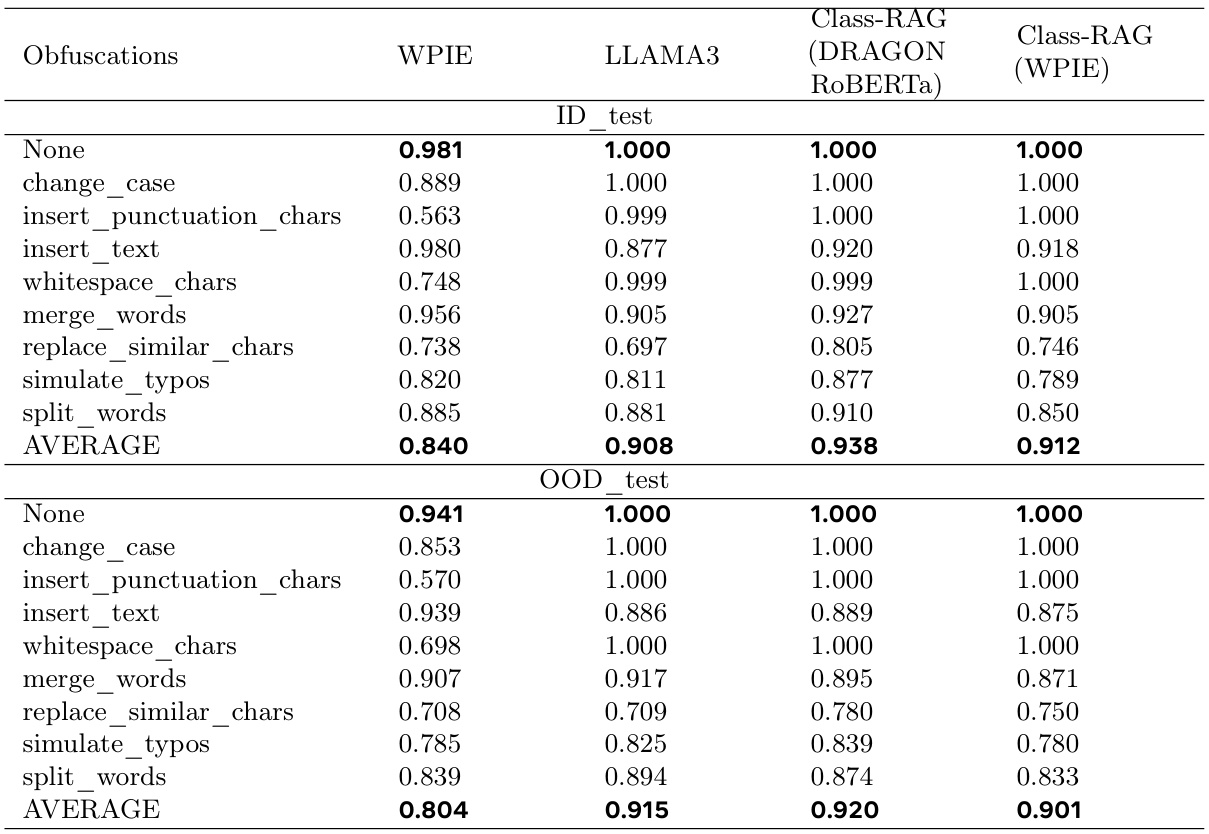 Obfuscations WPIE LLAMA3 Class-RAG (DRAGON RoBERTa) Class-RAG (WPIE)
ID_test
None 0.981 1.000 1.000 1.000
change_case 0.889 1.000 1.000 1.000
insert_punctuation_chars 0.563 0.999 1.000 1.000
insert_text 0.980 0.877 0.920 0.918
whitespace_chars 0.748 0.999 0.999 1.000
merge_words 0.956 0.905 0.927 0.905
replace_similar_chars 0.738 0.697 0.805 0.746
simulate_typos 0.820 0.811 0.877 0.789
split_words 0.885 0.881 0.910 0.850
AVERAGE 0.840 0.908 0.938 0.912
OOD_test
None 0.941 1.000 1.000 1.000
change_case 0.853 1.000 1.000 1.000
insert_punctuation_chars 0.570 1.000 1.000 1.000
insert_text 0.939 0.886 0.889 0.875
whitespace_chars 0.698 1.000 1.000 1.000
merge_words 0.907 0.917 0.895 0.871
replace_similar_chars 0.708 0.709 0.780 0.750
simulate_typos 0.785 0.825 0.839 0.780
split_words 0.839 0.894 0.874 0.833
AVERAGE 0.804 0.915 0.920 0.901